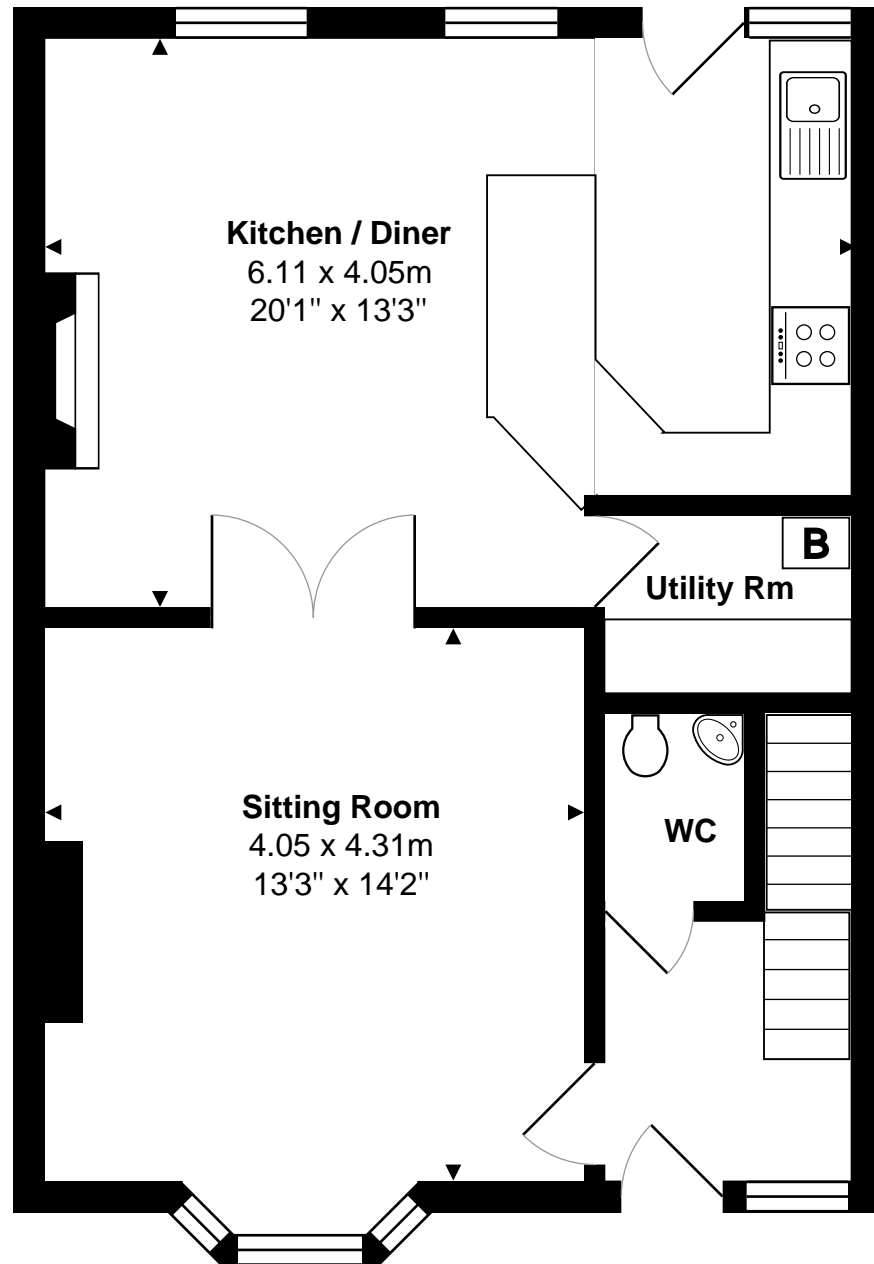 Kitchen / Diner
6.11 x 4.05m
20'1" x 13'3"
B
Utility Rm
Sitting Room
4.05 x 4.31m
13'3" x 14'2"
WC